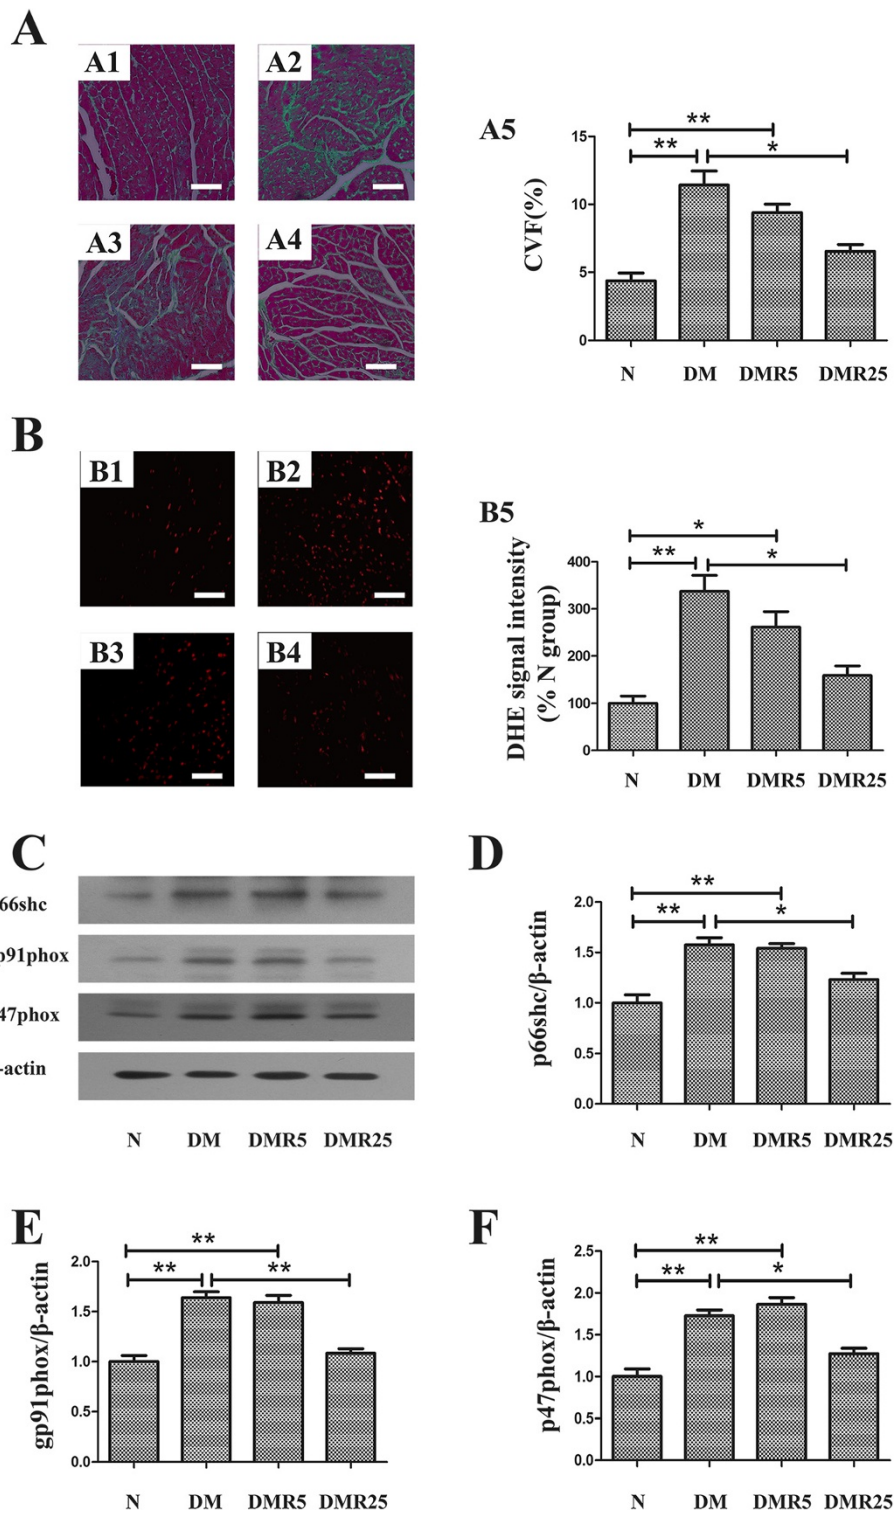 A
A1
A2
A3
A4
A5
CVF(%)
15
10
5
0
**
**
*
N DM DMR5 DMR25
B
B1
B2
B3
B4
B5
DHE signal intensity
(% N group)
400
300
200
100
0
*
**
*
N DM DMR5 DMR25
C
66shc
p91phox
47phox
-actin
N DM DMR5 DMR25
D
p66shc/β-actin
2.0
1.5
1.0
0.5
0.0
**
**
*
N DM DMR5 DMR25
E
gp91phox/β-actin
2.0
1.5
1.0
0.5
0.0
**
**
**
N DM DMR5 DMR25
F
p47phox/β-actin
2.5
2.0
1.5
1.0
0.5
0.0
**
**
*
N DM DMR5 DMR25